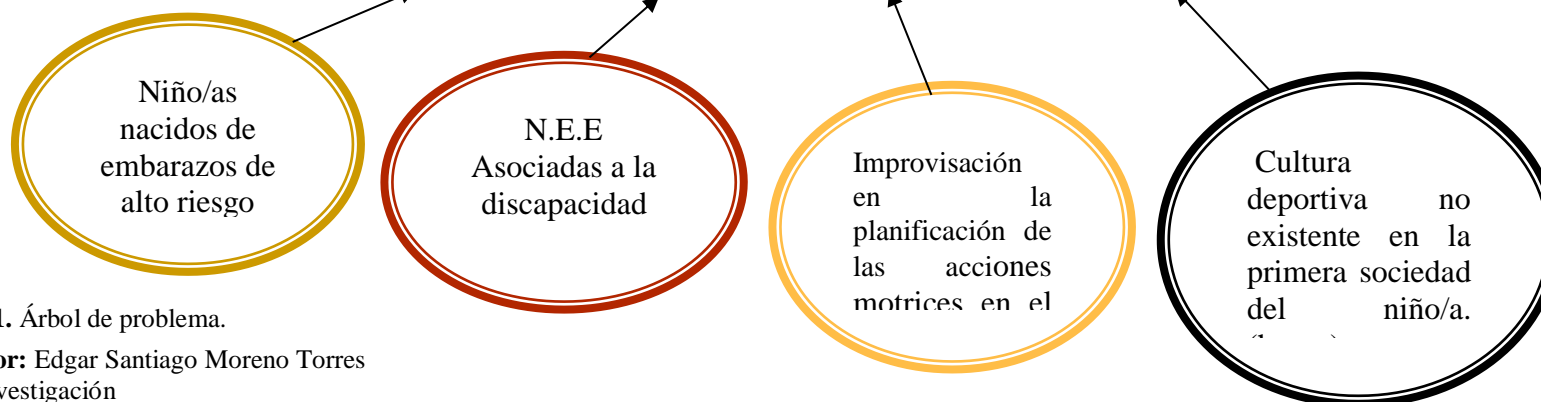 Niño/as
nacidos de
embarazos de
alto riesgo
N.E.E
Asociadas a la
discapacidad
Improvisación
en la
planificación de
las acciones
motrices en el
Cultura
deportiva no
existente en la
primera sociedad
del niño/a.
1. Árbol de problema.
or: Edgar Santiago Moreno Torres
vestigación